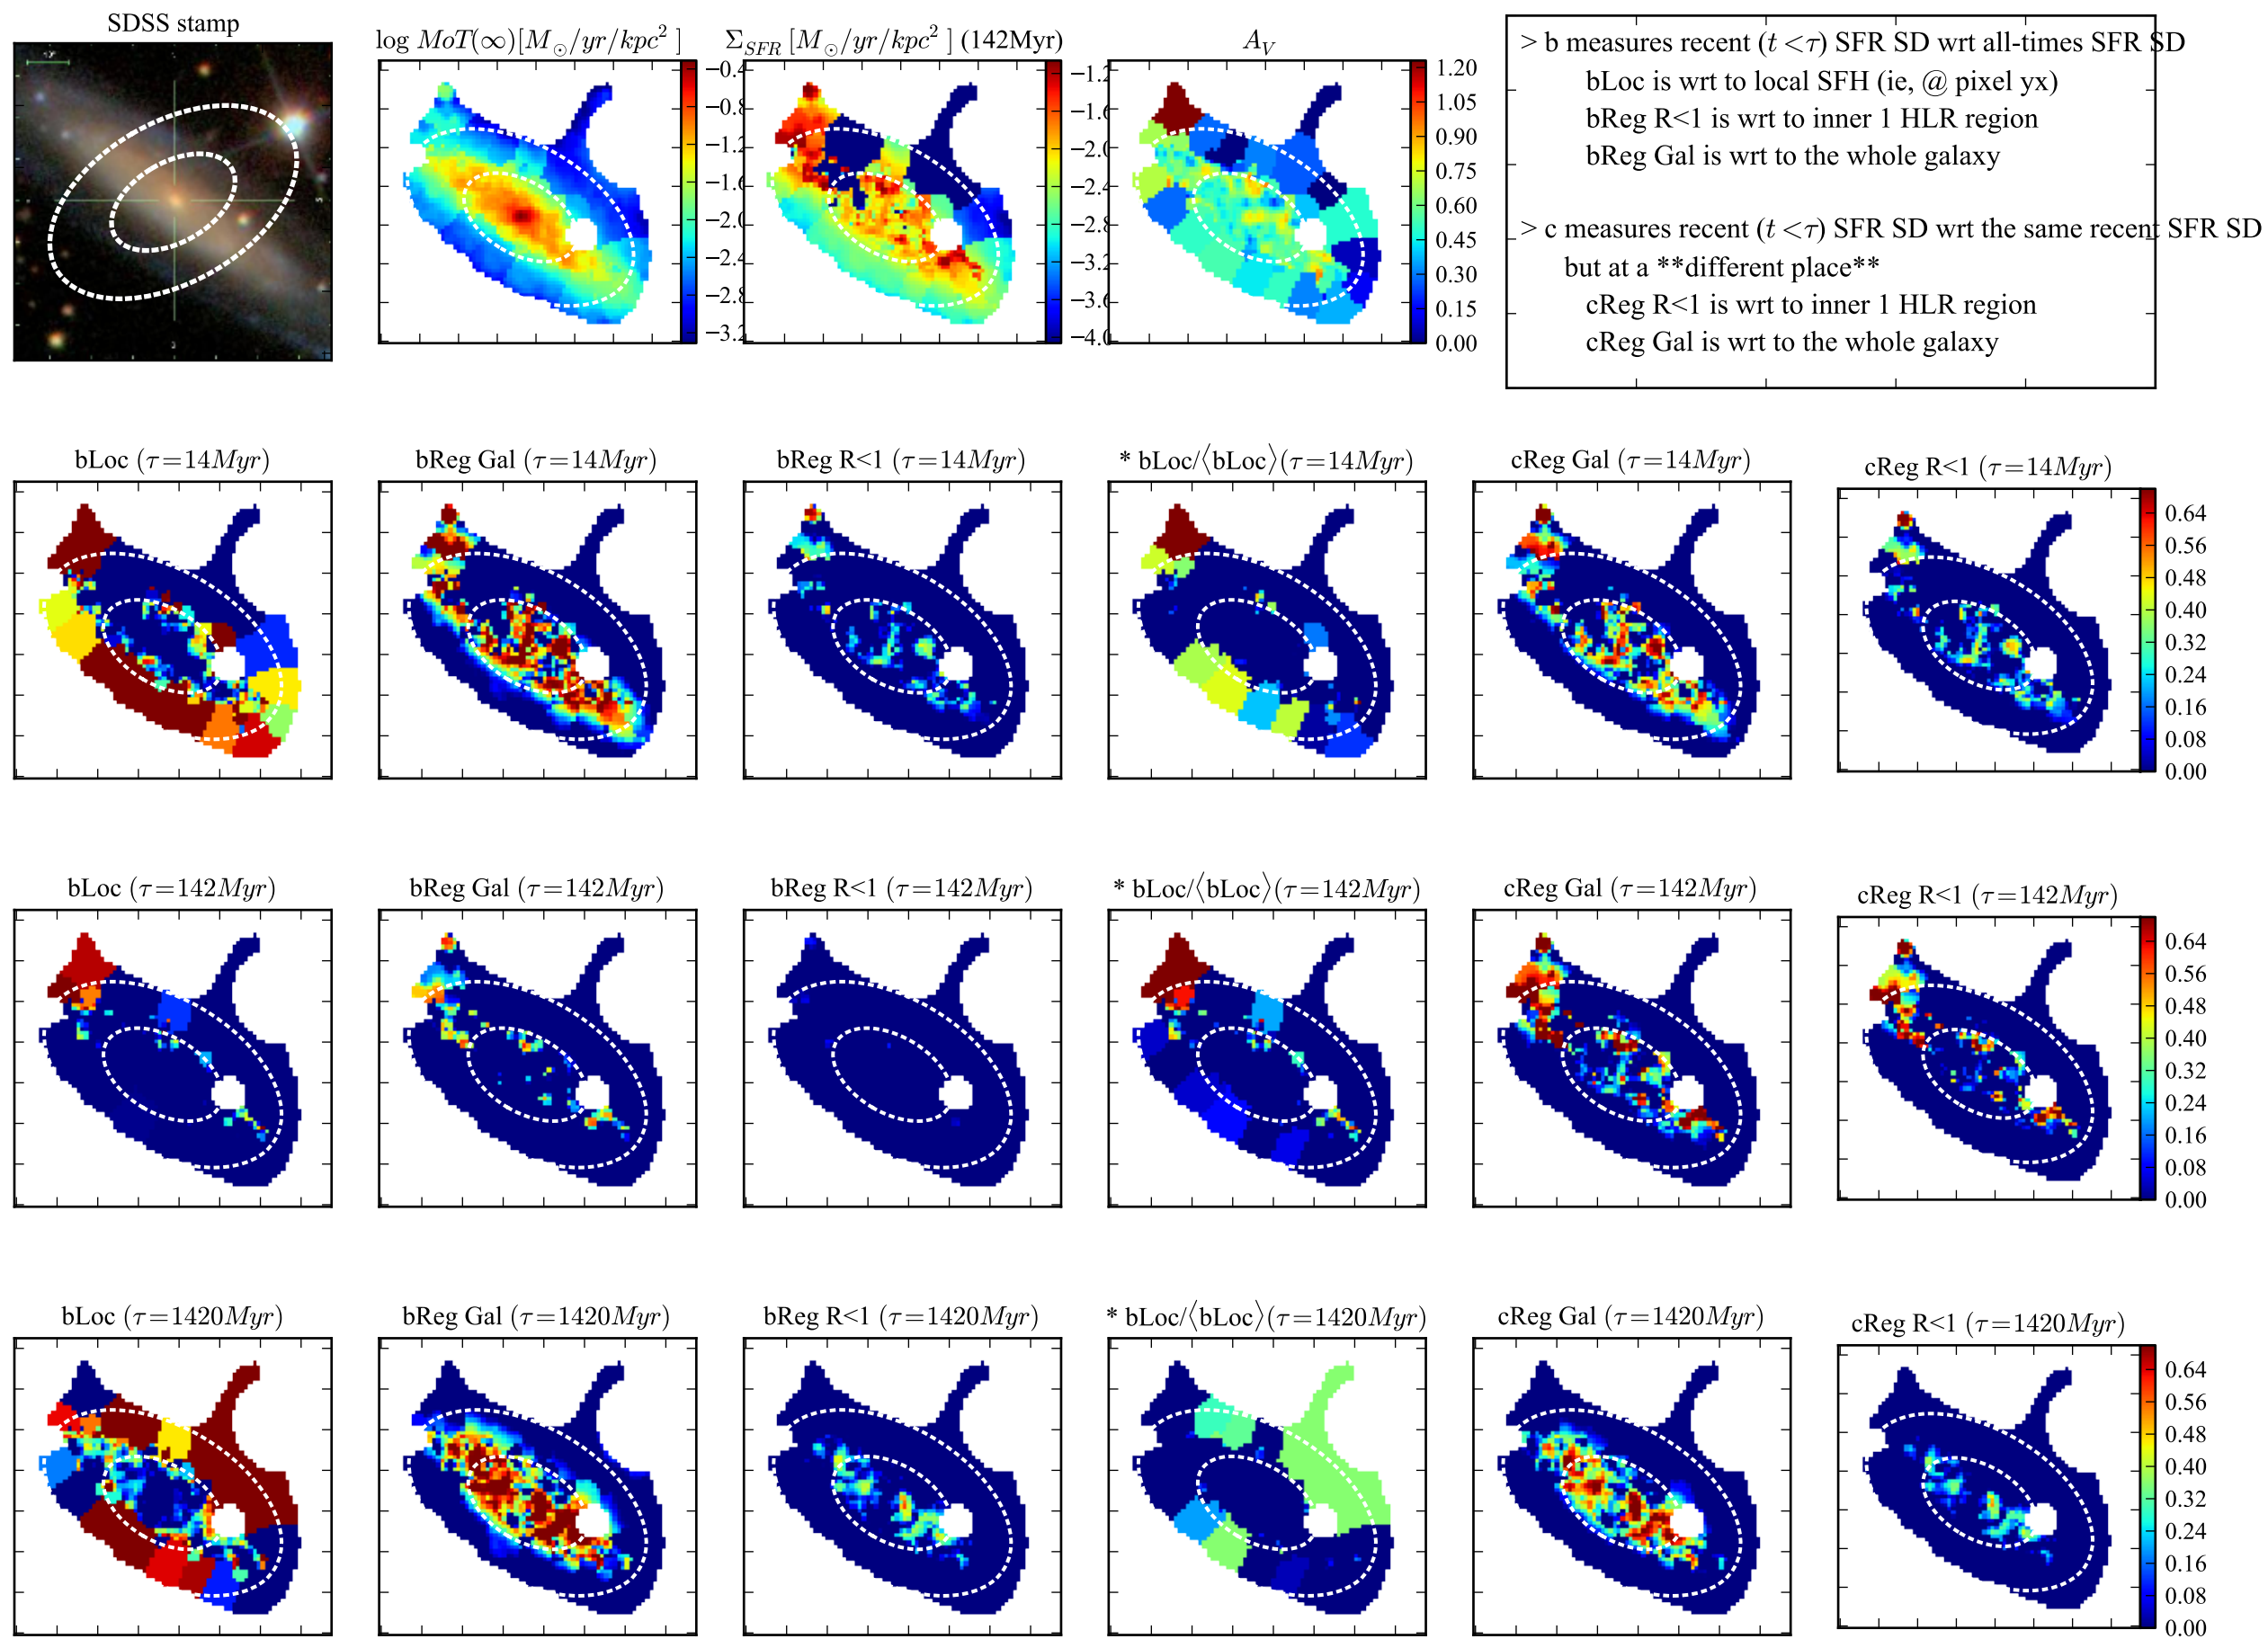 SDSS stamp
log MoT(∞)[M⊙/yr/kpc²]
Σ_SFR [M⊙/yr/kpc²] (142Myr)
A_V
−0.4
−0.8
−1.2
−1.6
−2.0
−2.4
−2.8
−3.2
−1.2
−1.6
−2.0
−2.4
−2.8
−3.2
−3.6
−4.0
1.20
1.05
0.90
0.75
0.60
0.45
0.30
0.15
0.00
> b measures recent (t <τ) SFR SD wrt all-times SFR SD
bLoc is wrt to local SFH (ie, @ pixel yx)
bReg R<1 is wrt to inner 1 HLR region
bReg Gal is wrt to the whole galaxy
> c measures recent (t <τ) SFR SD wrt the same recent SFR SD
but at a **different place**
cReg R<1 is wrt to inner 1 HLR region
cReg Gal is wrt to the whole galaxy
bLoc (τ=14Myr)
bReg Gal (τ=14Myr)
bReg R<1 (τ=14Myr)
* bLoc/⟨bLoc⟩(τ=14Myr)
cReg Gal (τ=14Myr)
cReg R<1 (τ=14Myr)
0.64
0.56
0.48
0.40
0.32
0.24
0.16
0.08
0.00
bLoc (τ=142Myr)
bReg Gal (τ=142Myr)
bReg R<1 (τ=142Myr)
* bLoc/⟨bLoc⟩(τ=142Myr)
cReg Gal (τ=142Myr)
cReg R<1 (τ=142Myr)
0.64
0.56
0.48
0.40
0.32
0.24
0.16
0.08
0.00
bLoc (τ=1420Myr)
bReg Gal (τ=1420Myr)
bReg R<1 (τ=1420Myr)
* bLoc/⟨bLoc⟩(τ=1420Myr)
cReg Gal (τ=1420Myr)
cReg R<1 (τ=1420Myr)
0.64
0.56
0.48
0.40
0.32
0.24
0.16
0.08
0.00